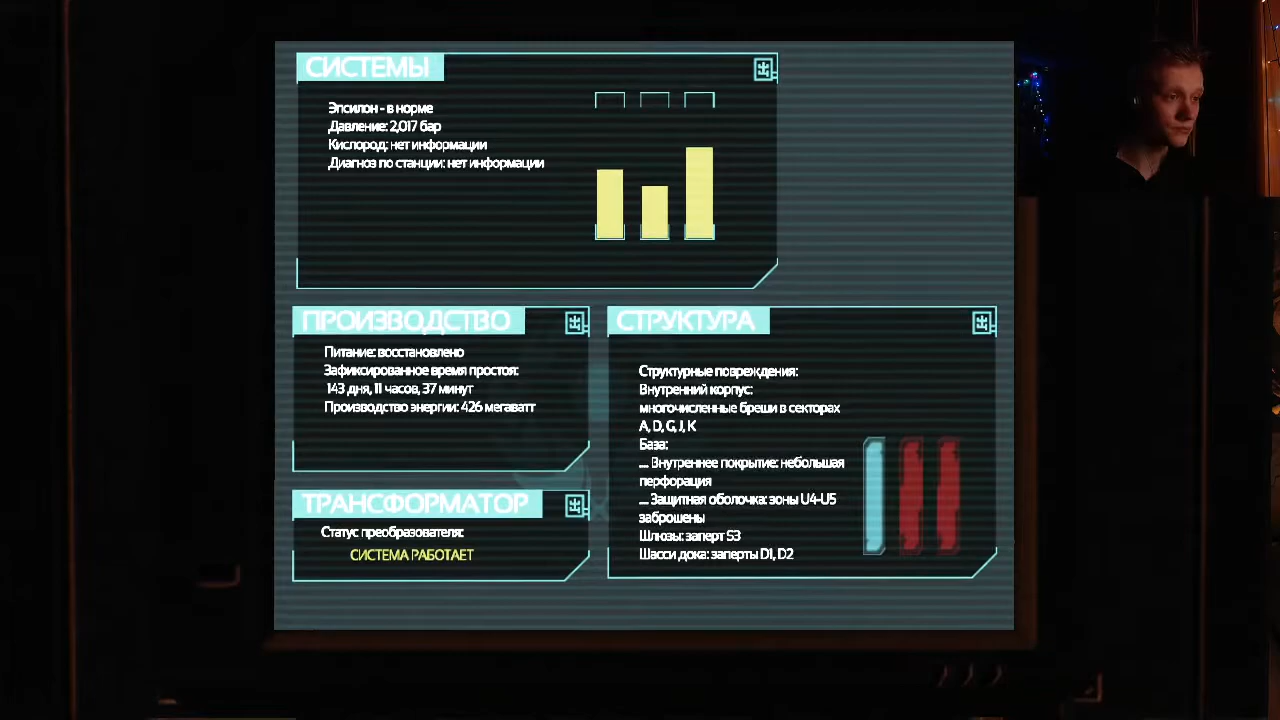 СИСТЕМЫ
Эпсилон - в норме
Давление: 2,017 бар
Кислород: нет информации
Диагноз по станции: нет информации
ПРОИЗВОДСТВО
Питание: восстановлено
Зафиксированное время простоя:
143 дня, 11 часов, 37 минут
Производство энергии: 426 мегаватт
ТРАНСФОРМАТОР
Статус преобразователя:
СИСТЕМА РАБОТАЕТ
СТРУКТУРА
Структурные повреждения:
Внутренний корпус:
многочисленные бреши в секторах
A, D, G, J, K
База:
... Внутреннее покрытие: небольшая
перфорация
... Защитная оболочка: зоны U4-U5
заброшены
Шлюзы: заперт S3
Шасси дока: заперты D1, D2